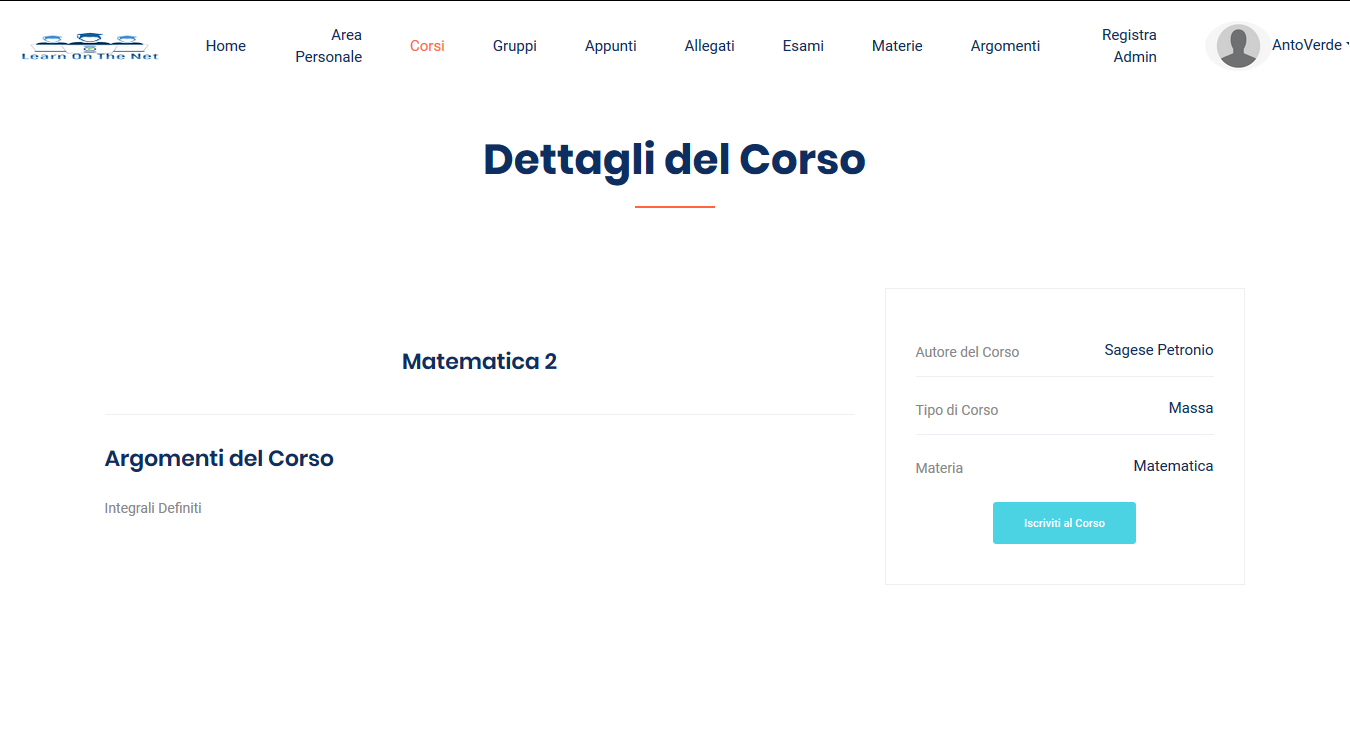 Learn On The Net
Home
Area
Personale
Corsi
Gruppi
Appunti
Allegati
Esami
Materie
Argomenti
Registra
Admin
AntoVerde
Dettagli del Corso
Matematica 2
Argomenti del Corso
Integrali Definiti
Autore del Corso Sagese Petronio
Tipo di Corso Massa
Materia Matematica
Iscriviti al Corso